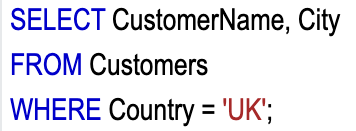 SELECT CustomerName, City
FROM Customers
WHERE Country = 'UK';